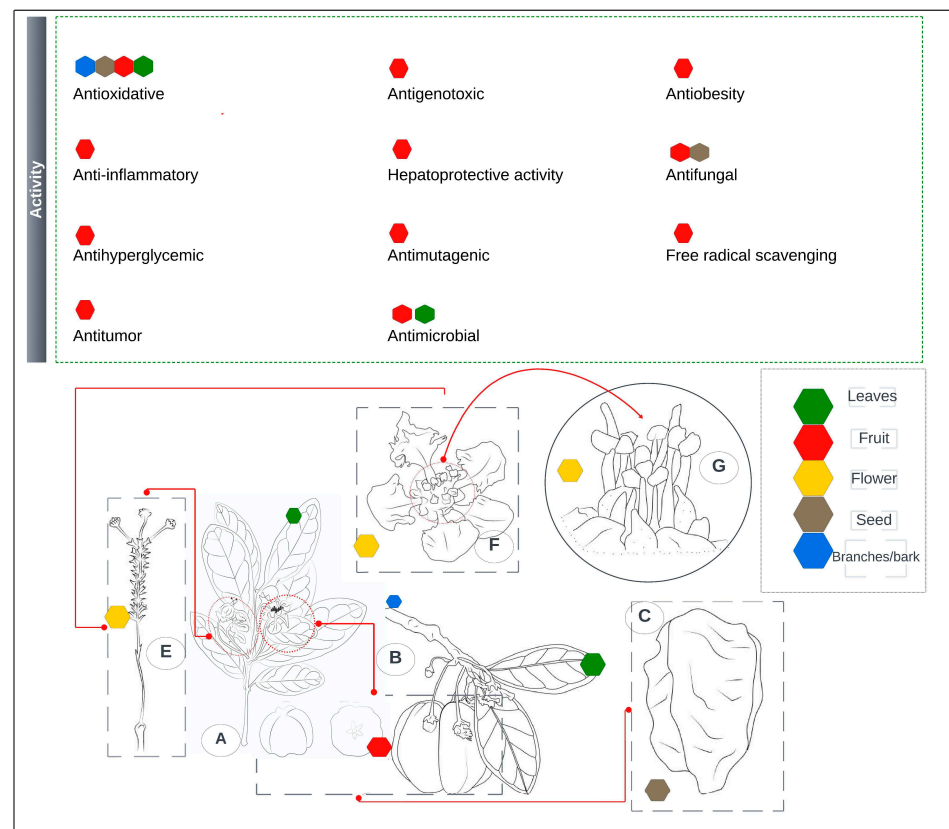 Activity
Antioxidative
Antigenotoxic
Antiobesity
Anti-inflammatory
Hepatoprotective activity
Antifungal
Antihyperglycemic
Antimutagenic
Free radical scavenging
Antitumor
Antimicrobial
Leaves
Fruit
Flower
Seed
Branches/bark
G
F
C
E
B
A